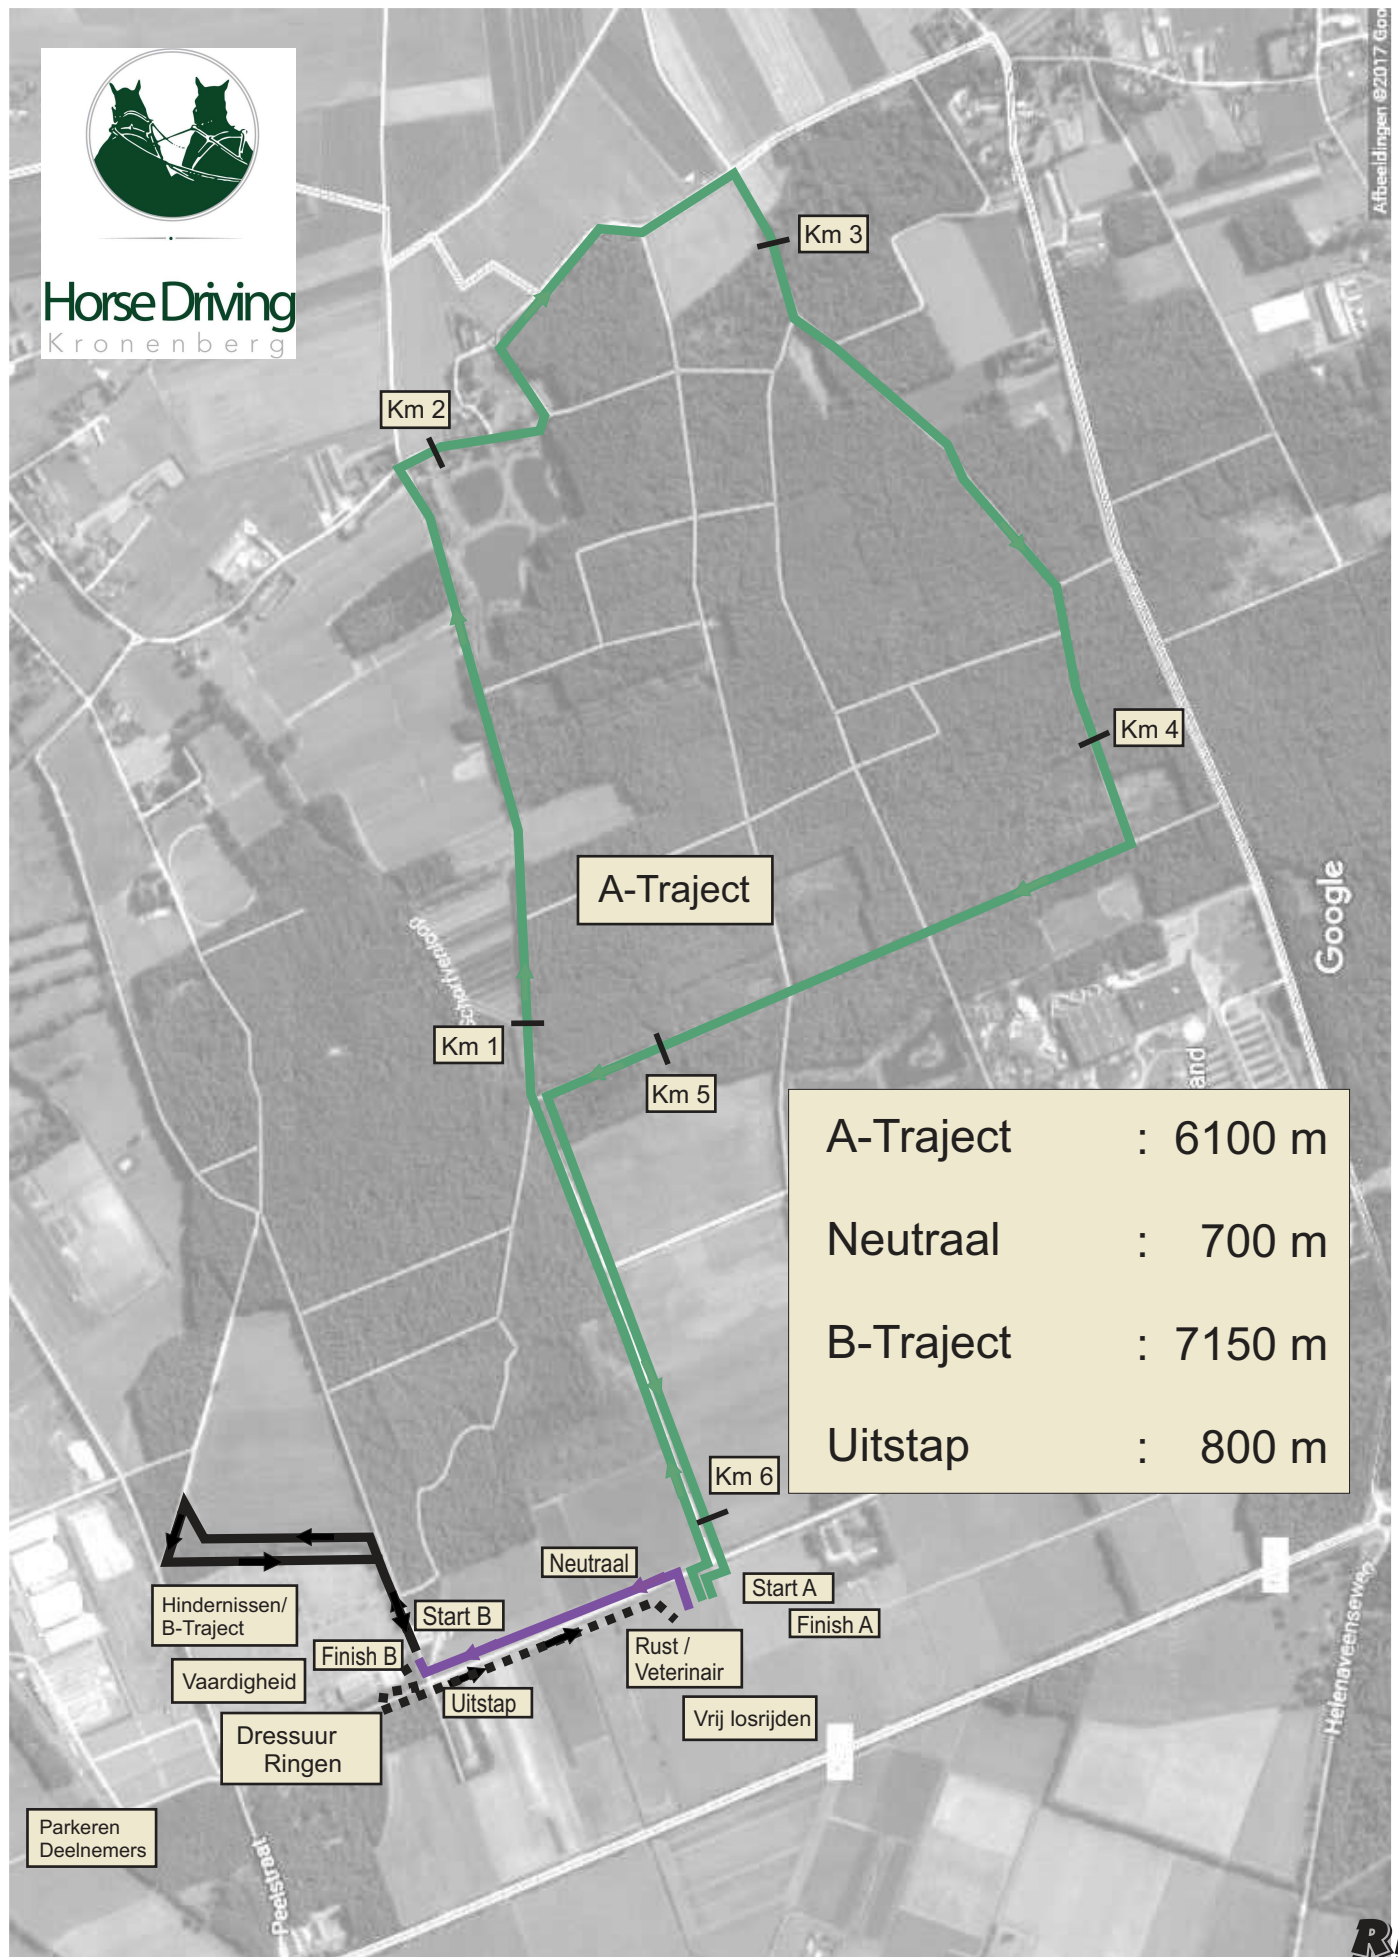 Afbeeldingen ©2017 Goo
Horse Driving
Kronenberg
Km 3
Km 2
Km 4
A-Traject
Google
Km 1
Km 5
and
A-Traject : 6100 m
Neutraal : 700 m
B-Traject : 7150 m
Uitstap : 800 m
Km 6
Neutraal
Start A
Finish A
Hindernissen/
B-Traject
Start B
Finish B
Rust /
Veterinair
Vaardigheid
Uitstap
Vrij losrijden
Dressuur
Ringen
Helenaveenseweg
Parkeren
Deelnemers
Peelstraat
R